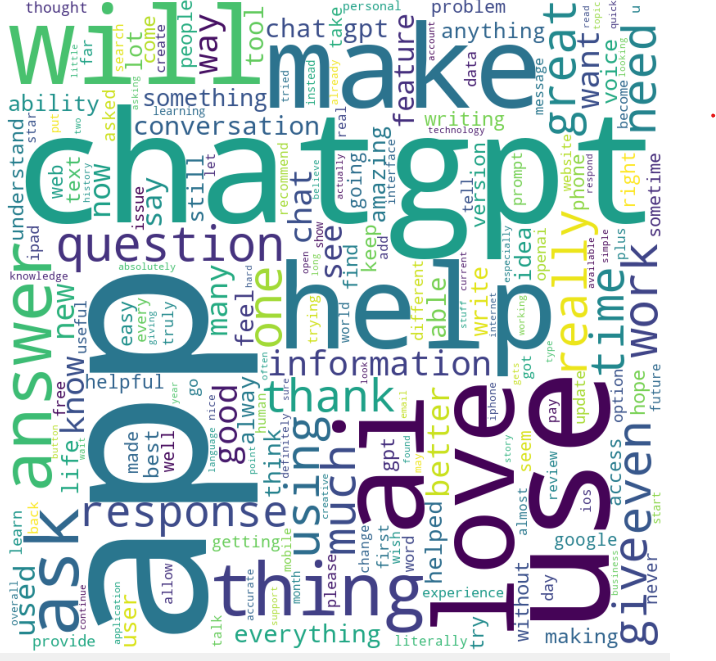 thought
will
way
tool
chat gpt
take
personal
problem
make
feature
account
data
anything
great
want
read
topic
quick
u
little
far
search
lot
come
create
people
ability
asked
asking
something
learning
tried
instead
already
real
writing
technology
message
voice
become
looking
need
understand
star
put
two
conversation
chatgpt
web
text
history
now
issue
say
still
let
recommend
chat
believe
actually
going
amazing
interface
tell
version
prompt
website
phone
respond
right
sometime
ipad
question
open
show
long
see
find
keep
add
current
especially
idea
openai
really
available
simple
plus
knowledge
absolutely
answer
new
useful
app
easy
every
giving
truly
many
feel
hard
one
trying
world
help
different
able
stuff
write
internet
working
got
type
time
work
know
helpful
free
year
go
nice
good
language
often
human
alway
point
information
look
sure
thank
email
better
gets
love
iphone
use
pay
update
option
hope
future
life
button
wait
made
best
well
think
definitely
using
creative
much
al
gpt
found
may
story
seem
review
ios
access
even
start
back
learn
ask
response
getting
mobile
please
change
first
wish
word
helped
almost
google
business
never
give
overall
used
continue
application
user
allow
thing
accurate
support
month
experience
without
day
provide
talk
everything
literally
try
making